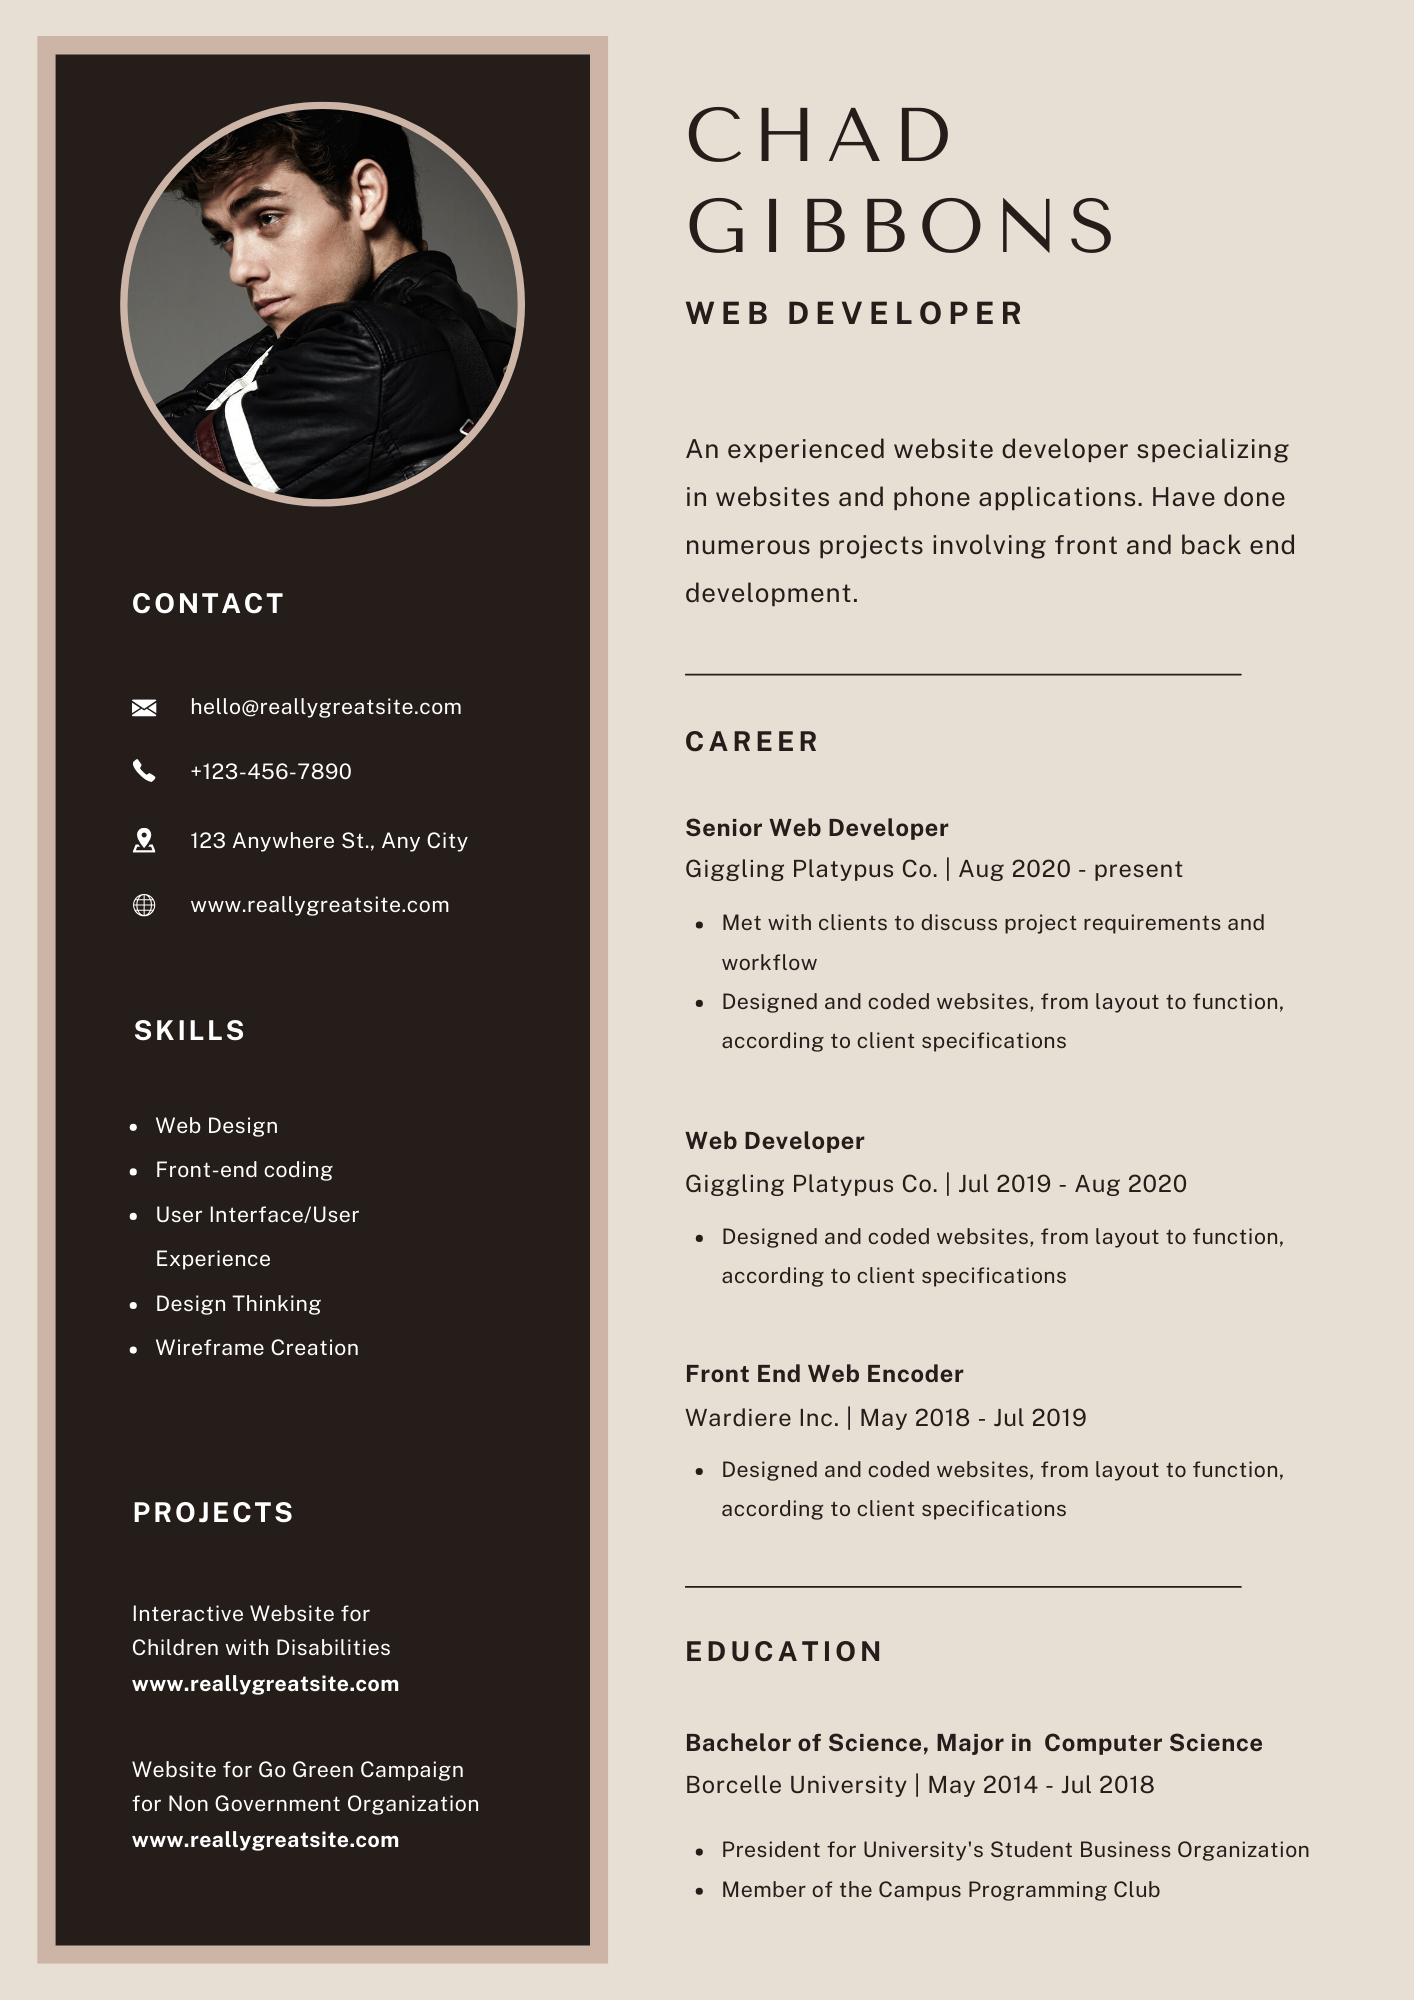 CHAD
GIBBONS
WEB DEVELOPER
An experienced website developer specializing
in websites and phone applications. Have done
numerous projects involving front and back end
development.
CONTACT
hello@reallygreatsite.com
+123-456-7890
123 Anywhere St., Any City
www.reallygreatsite.com
SKILLS
• Web Design
• Front-end coding
• User Interface/User
Experience
• Design Thinking
• Wireframe Creation
PROJECTS
Interactive Website for
Children with Disabilities
www.reallygreatsite.com
Website for Go Green Campaign
for Non Government Organization
www.reallygreatsite.com
CAREER
Senior Web Developer
Giggling Platypus Co. | Aug 2020 - present
• Met with clients to discuss project requirements and
workflow
• Designed and coded websites, from layout to function,
according to client specifications
Web Developer
Giggling Platypus Co. | Jul 2019 - Aug 2020
• Designed and coded websites, from layout to function,
according to client specifications
Front End Web Encoder
Wardiere Inc. | May 2018 - Jul 2019
• Designed and coded websites, from layout to function,
according to client specifications
EDUCATION
Bachelor of Science, Major in  Computer Science
Borcelle University | May 2014 - Jul 2018
• President for University's Student Business Organization
• Member of the Campus Programming Club